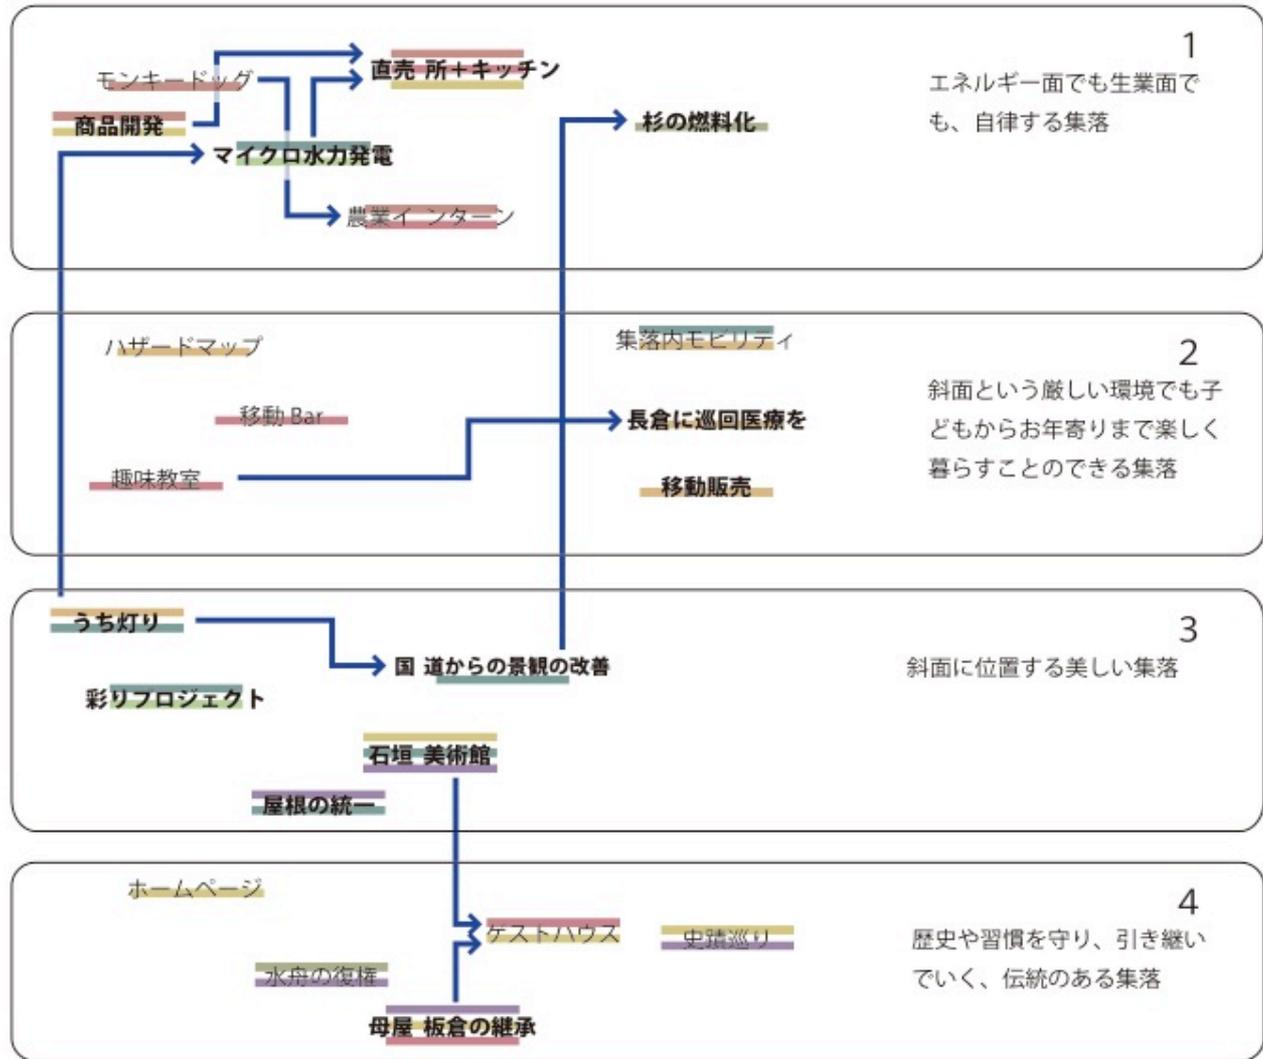 1
エネルギー面でも生業面で
も、自律する集落
モンキードッグ
直売 所＋キッチン
商品開発
杉の燃料化
マイクロ水力発電
農業イ ンターン
2
斜面という厳しい環境でも子
どもからお年寄りまで楽しく
暮らすことのできる集落
ハザードマップ
集落内モビリティ
移動 Bar
長倉に巡回医療を
趣味教室
移動販売
3
斜面に位置する美しい集落
うち灯り
国 道からの景観の改善
彩りプロジェクト
石垣 美術館
屋根の統一
4
歴史や習慣を守り、引き継い
でいく、伝統のある集落
ホームページ
ゲストハウス
史蹟巡り
水舟の復権
母屋 板倉の継承